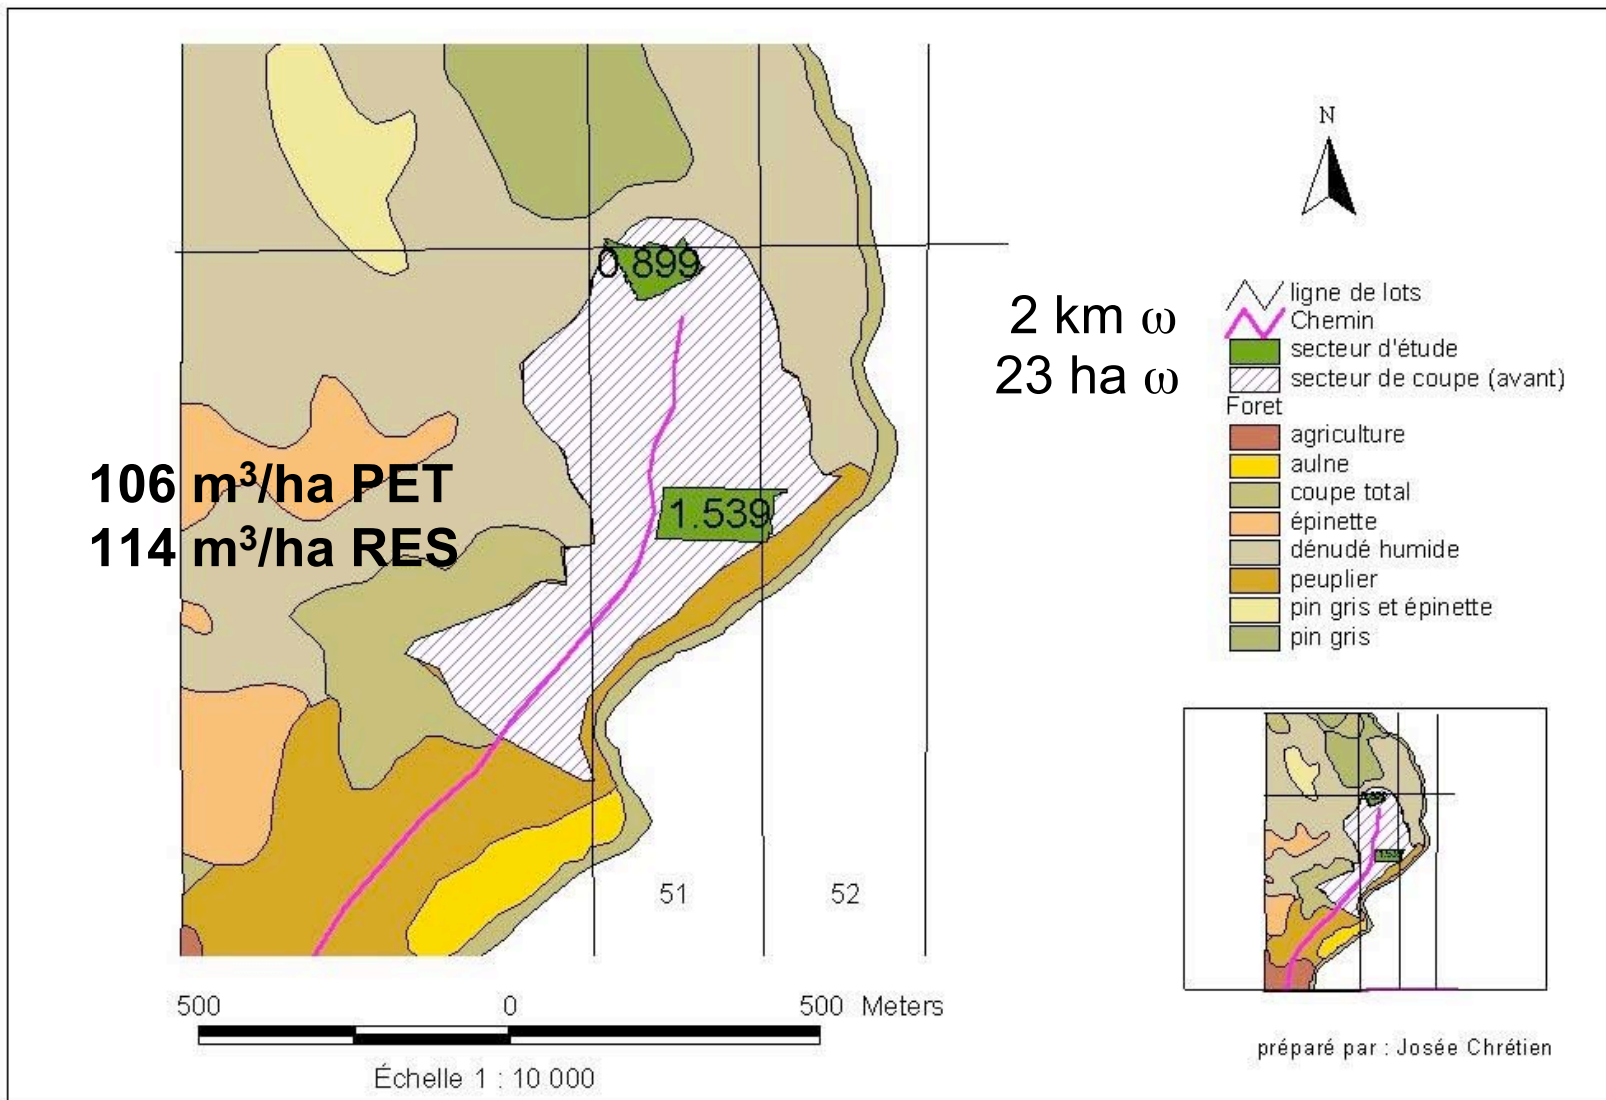 N
0.899
2 km ω
23 ha ω
ligne de lots
Chemin
secteur d'étude
secteur de coupe (avant)
Foret
agriculture
aulne
coupe total
épinette
dénudé humide
peuplier
pin gris et épinette
pin gris
106 m³/ha PET
114 m³/ha RES
1.539
51 52
500 0 500 Meters
Échelle 1 : 10 000
préparé par : Josée Chrétien